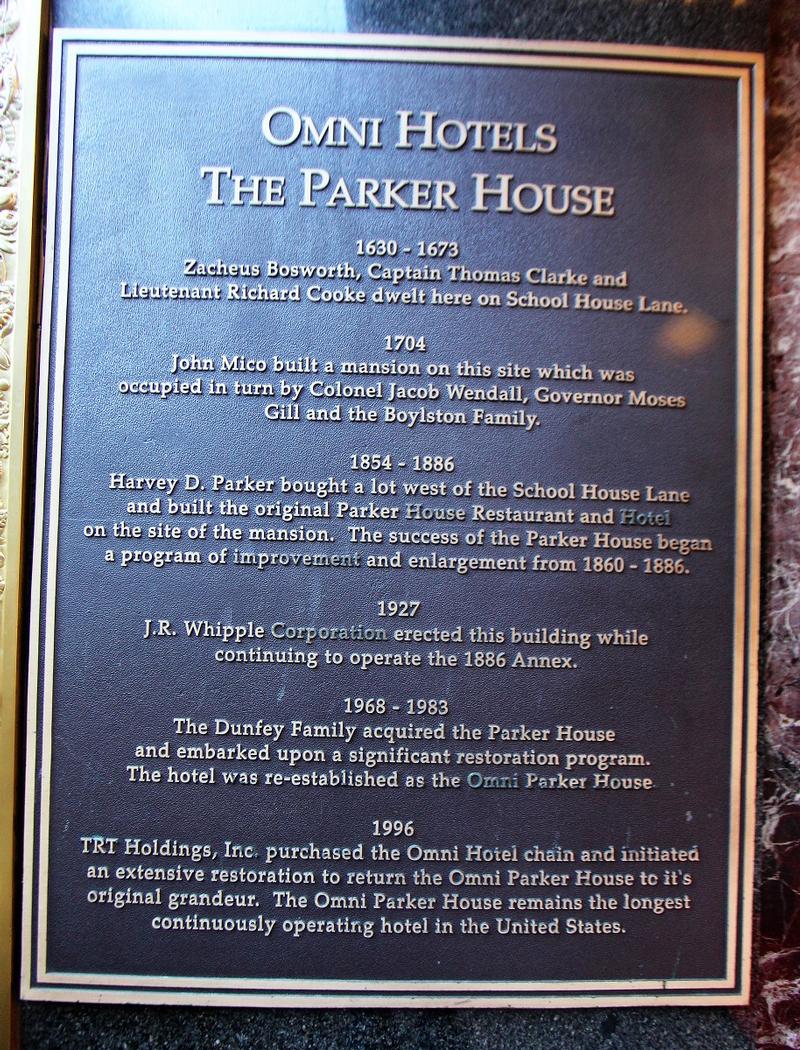 OMNI HOTELS
THE PARKER HOUSE
1630 - 1673
Zacheus Bosworth, Captain Thomas Clarke and
Lieutenant Richard Cooke dwelt here on School House Lane.
1704
John Mico built a mansion on this site which was
occupied in turn by Colonel Jacob Wendall, Governor Moses
Gill and the Boylston Family.
1854 - 1886
Harvey D. Parker bought a lot west of the School House Lane
and built the original Parker House Restaurant and Hotel
on the site of the mansion. The success of the Parker House began
a program of improvement and enlargement from 1860 - 1886.
1927
J.R. Whipple Corporation erected this building while
continuing to operate the 1886 Annex.
1968 - 1983
The Dunfey Family acquired the Parker House
and embarked upon a significant restoration program.
The hotel was re-established as the Omni Parker House
1996
TRT Holdings, Inc. purchased the Omni Hotel chain and initiated
an extensive restoration to return the Omni Parker House to it's
original grandeur. The Omni Parker House remains the longest
continuously operating hotel in the United States.